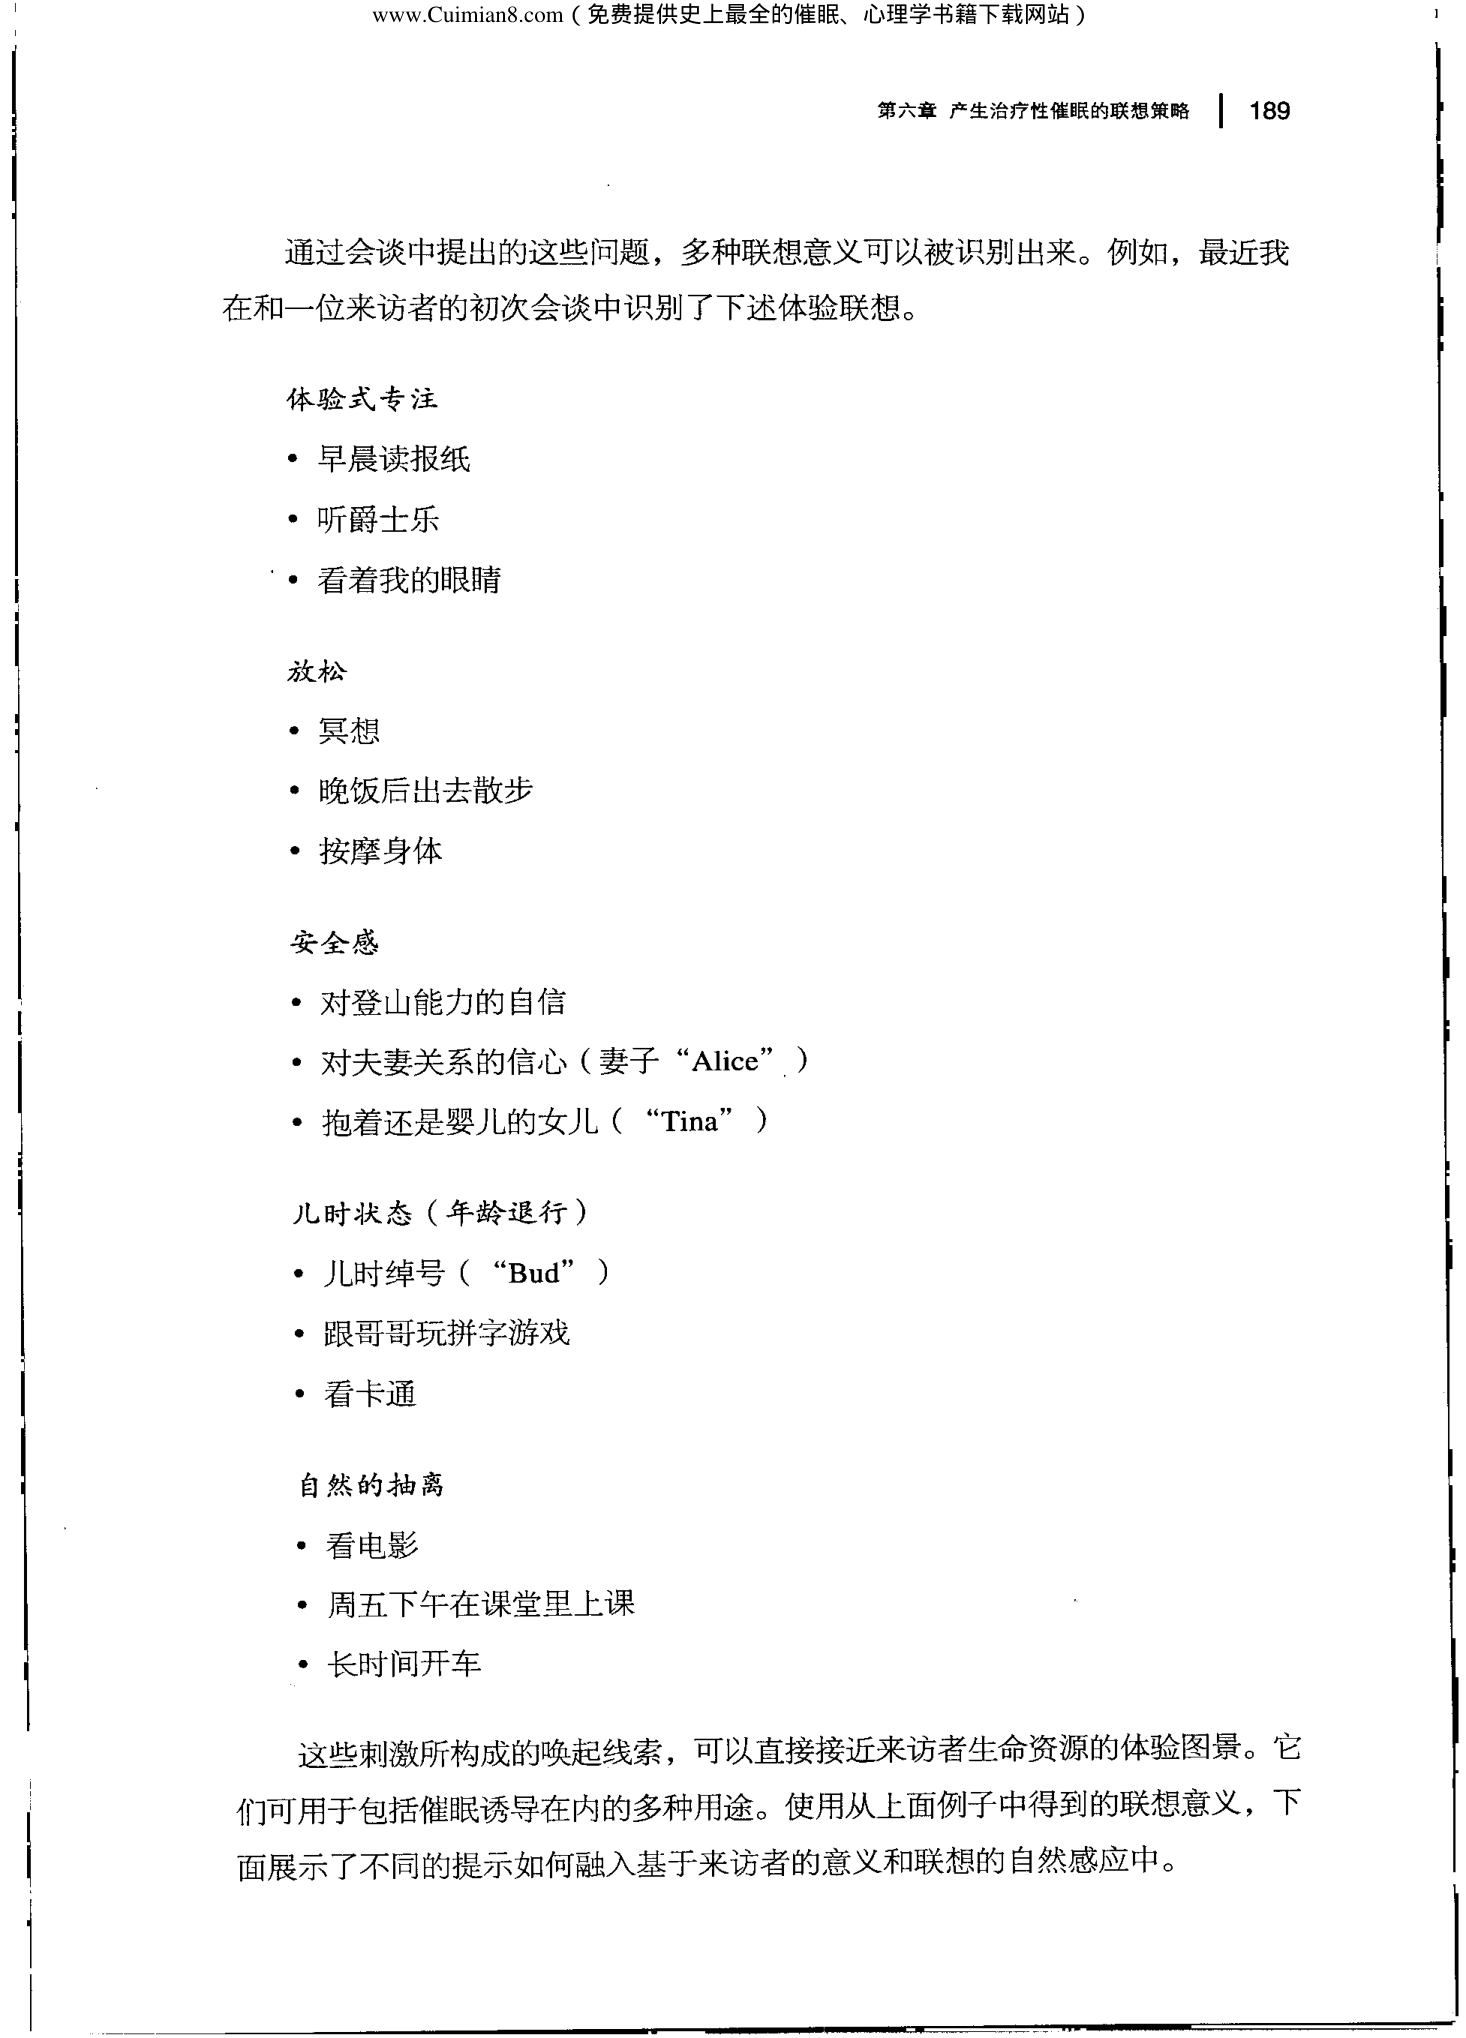 www.Cuimian8.com（免费提供史上最全的催眠、心理学书籍下载网站）
第六章 产生治疗性催眠的联想策略 | 189
通过会谈中提出的这些问题，多种联想意义可以被识别出来。例如，最近我
在和一位来访者的初次会谈中识别了下述体验联想。
体验式专注
• 早晨读报纸
• 听爵士乐
• 看着我的眼睛
放松
• 冥想
• 晚饭后出去散步
• 按摩身体
安全感
• 对登山能力的自信
• 对夫妻关系的信心（妻子“Alice”）
• 抱着还是婴儿的女儿（“Tina”）
儿时状态（年龄退行）
• 儿时绰号（“Bud”）
• 跟哥哥玩拼字游戏
• 看卡通
自然的抽离
• 看电影
• 周五下午在课堂里上课
• 长时间开车
这些刺激所构成的唤起线索，可以直接接近来访者生命资源的体验图景。它
们可用于包括催眠诱导在内的多种用途。使用从上面例子中得到的联想意义，下
面展示了不同的提示如何融入基于来访者的意义和联想的自然感应中。